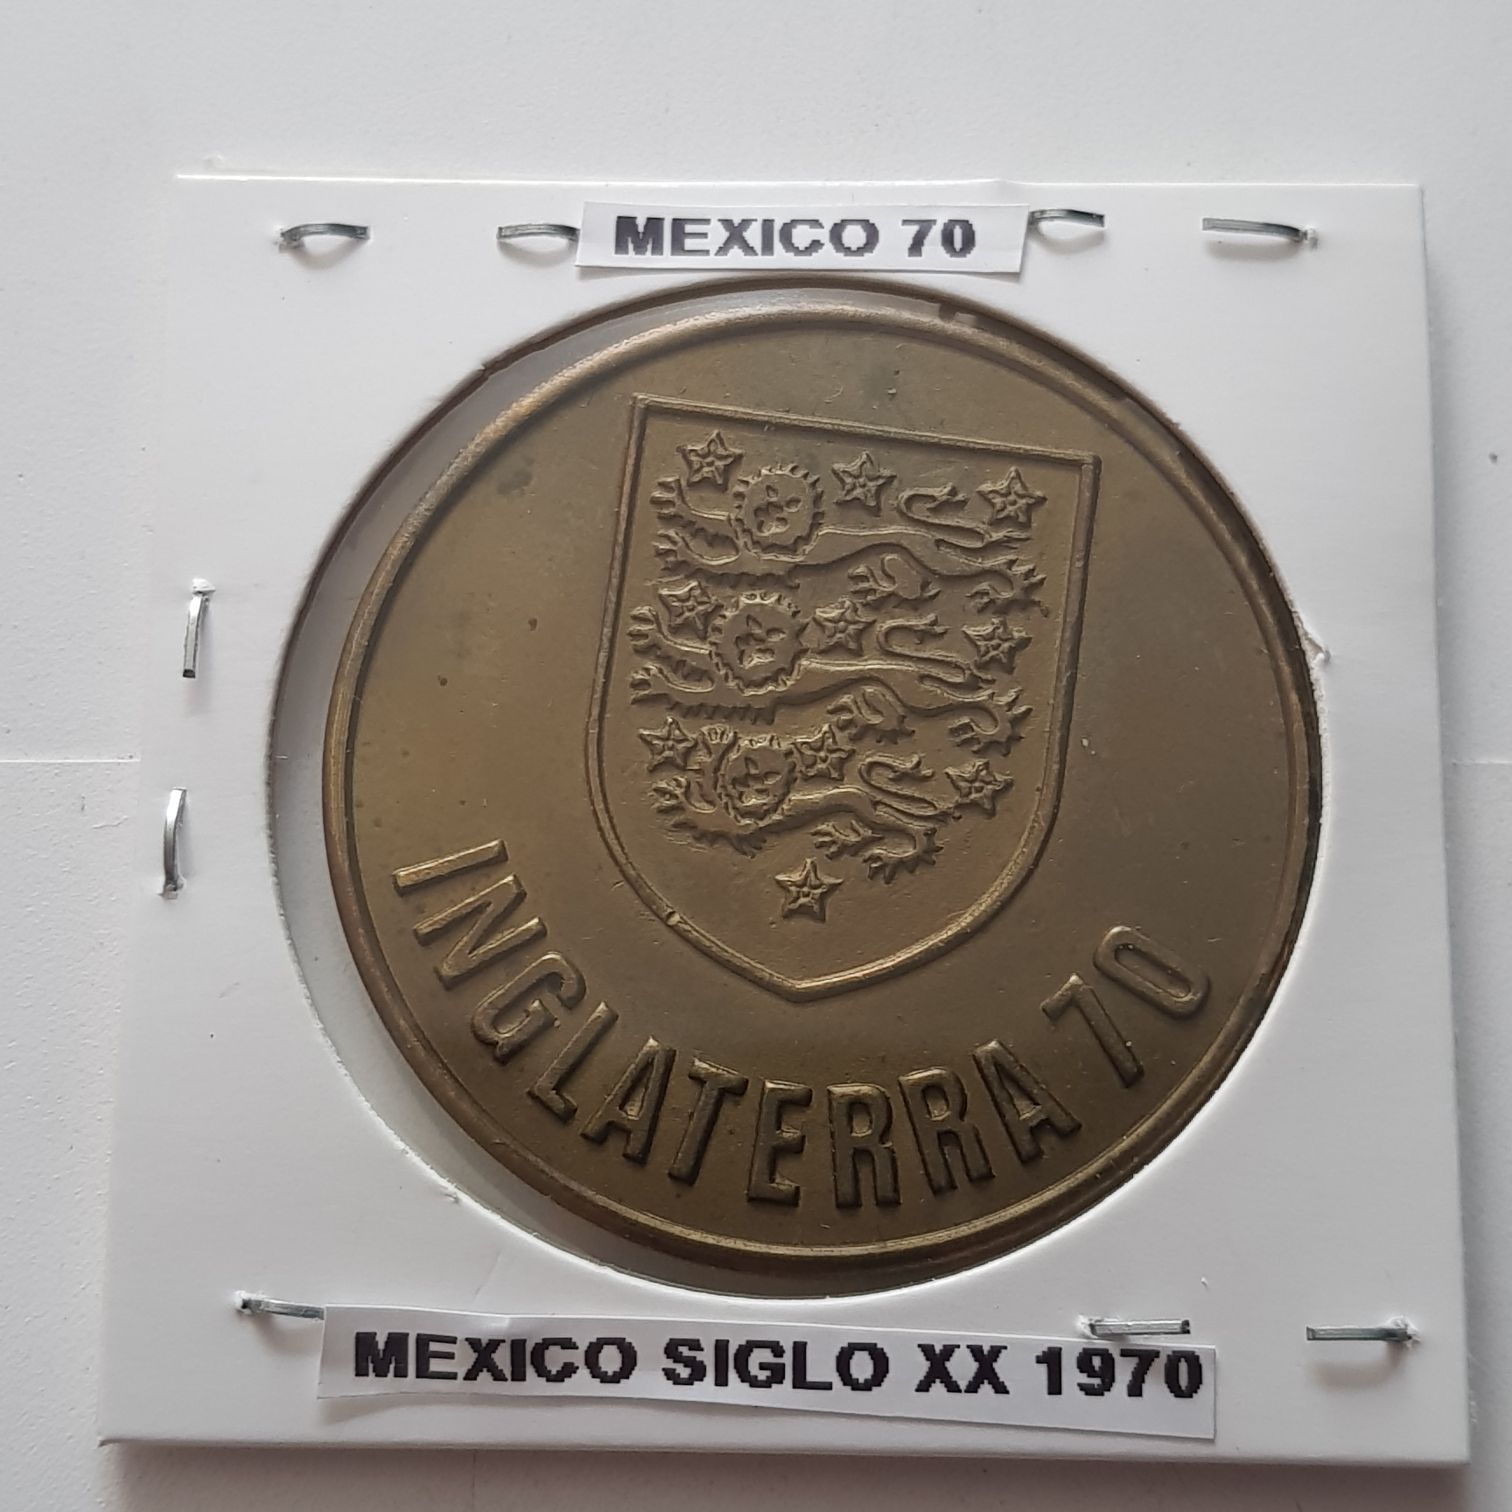 MEXICO 70
INGLATERRA 70
MEXICO SIGLO XX 1970